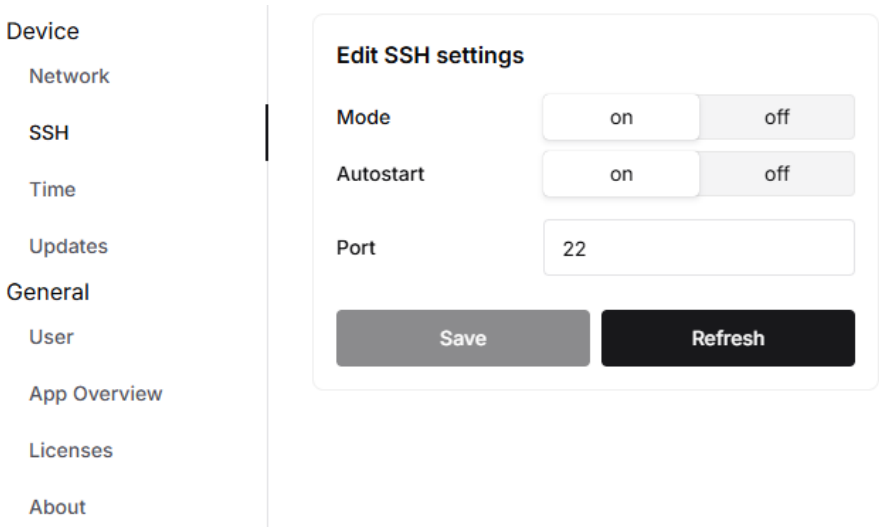 Device
Network
SSH
Time
Updates
General
User
App Overview
Licenses
About
Edit SSH settings
Mode on off
Autostart on off
Port 22
Save Refresh